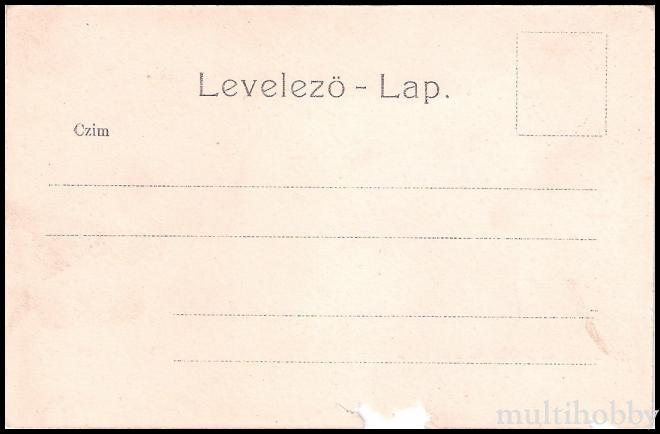 Levelezö - Lap.
Czim
multihobby